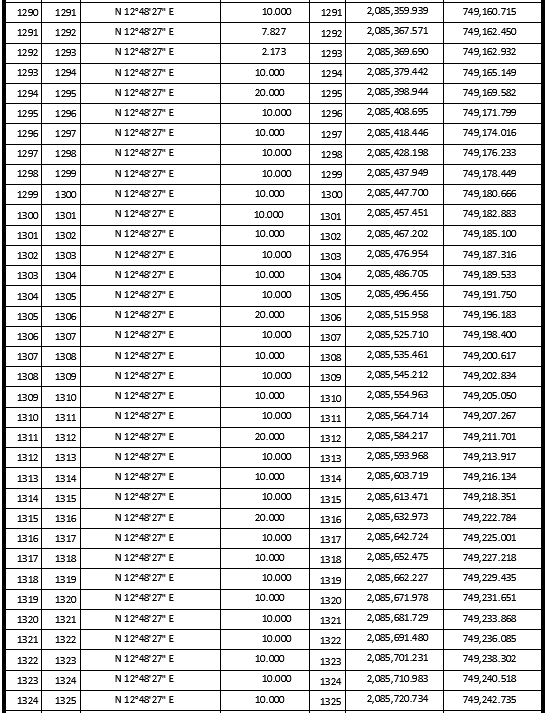 1290 1291 N 12°48'27" E 10.000 1291 2,085,359.939 749,160.715
1291 1292 N 12°48'27" E 7.827 1292 2,085,367.571 749,162.450
1292 1293 N 12°48'27" E 2.173 1293 2,085,369.690 749,162.932
1293 1294 N 12°48'27" E 10.000 1294 2,085,379.442 749,165.149
1294 1295 N 12°48'27" E 20.000 1295 2,085,398.944 749,169.582
1295 1296 N 12°48'27" E 10.000 1296 2,085,408.695 749,171.799
1296 1297 N 12°48'27" E 10.000 1297 2,085,418.446 749,174.016
1297 1298 N 12°48'27" E 10.000 1298 2,085,428.198 749,176.233
1298 1299 N 12°48'27" E 10.000 1299 2,085,437.949 749,178.449
1299 1300 N 12°48'27" E 10.000 1300 2,085,447.700 749,180.666
1300 1301 N 12°48'27" E 10.000 1301 2,085,457.451 749,182.883
1301 1302 N 12°48'27" E 10.000 1302 2,085,467.202 749,185.100
1302 1303 N 12°48'27" E 10.000 1303 2,085,476.954 749,187.316
1303 1304 N 12°48'27" E 10.000 1304 2,085,486.705 749,189.533
1304 1305 N 12°48'27" E 10.000 1305 2,085,496.456 749,191.750
1305 1306 N 12°48'27" E 20.000 1306 2,085,515.958 749,196.183
1306 1307 N 12°48'27" E 10.000 1307 2,085,525.710 749,198.400
1307 1308 N 12°48'27" E 10.000 1308 2,085,535.461 749,200.617
1308 1309 N 12°48'27" E 10.000 1309 2,085,545.212 749,202.834
1309 1310 N 12°48'27" E 10.000 1310 2,085,554.963 749,205.050
1310 1311 N 12°48'27" E 10.000 1311 2,085,564.714 749,207.267
1311 1312 N 12°48'27" E 20.000 1312 2,085,584.217 749,211.701
1312 1313 N 12°48'27" E 10.000 1313 2,085,593.968 749,213.917
1313 1314 N 12°48'27" E 10.000 1314 2,085,603.719 749,216.134
1314 1315 N 12°48'27" E 10.000 1315 2,085,613.471 749,218.351
1315 1316 N 12°48'27" E 20.000 1316 2,085,632.973 749,222.784
1316 1317 N 12°48'27" E 10.000 1317 2,085,642.724 749,225.001
1317 1318 N 12°48'27" E 10.000 1318 2,085,652.475 749,227.218
1318 1319 N 12°48'27" E 10.000 1319 2,085,662.227 749,229.435
1319 1320 N 12°48'27" E 10.000 1320 2,085,671.978 749,231.651
1320 1321 N 12°48'27" E 10.000 1321 2,085,681.729 749,233.868
1321 1322 N 12°48'27" E 10.000 1322 2,085,691.480 749,236.085
1322 1323 N 12°48'27" E 10.000 1323 2,085,701.231 749,238.302
1323 1324 N 12°48'27" E 10.000 1324 2,085,710.983 749,240.518
1324 1325 N 12°48'27" E 10.000 1325 2,085,720.734 749,242.735